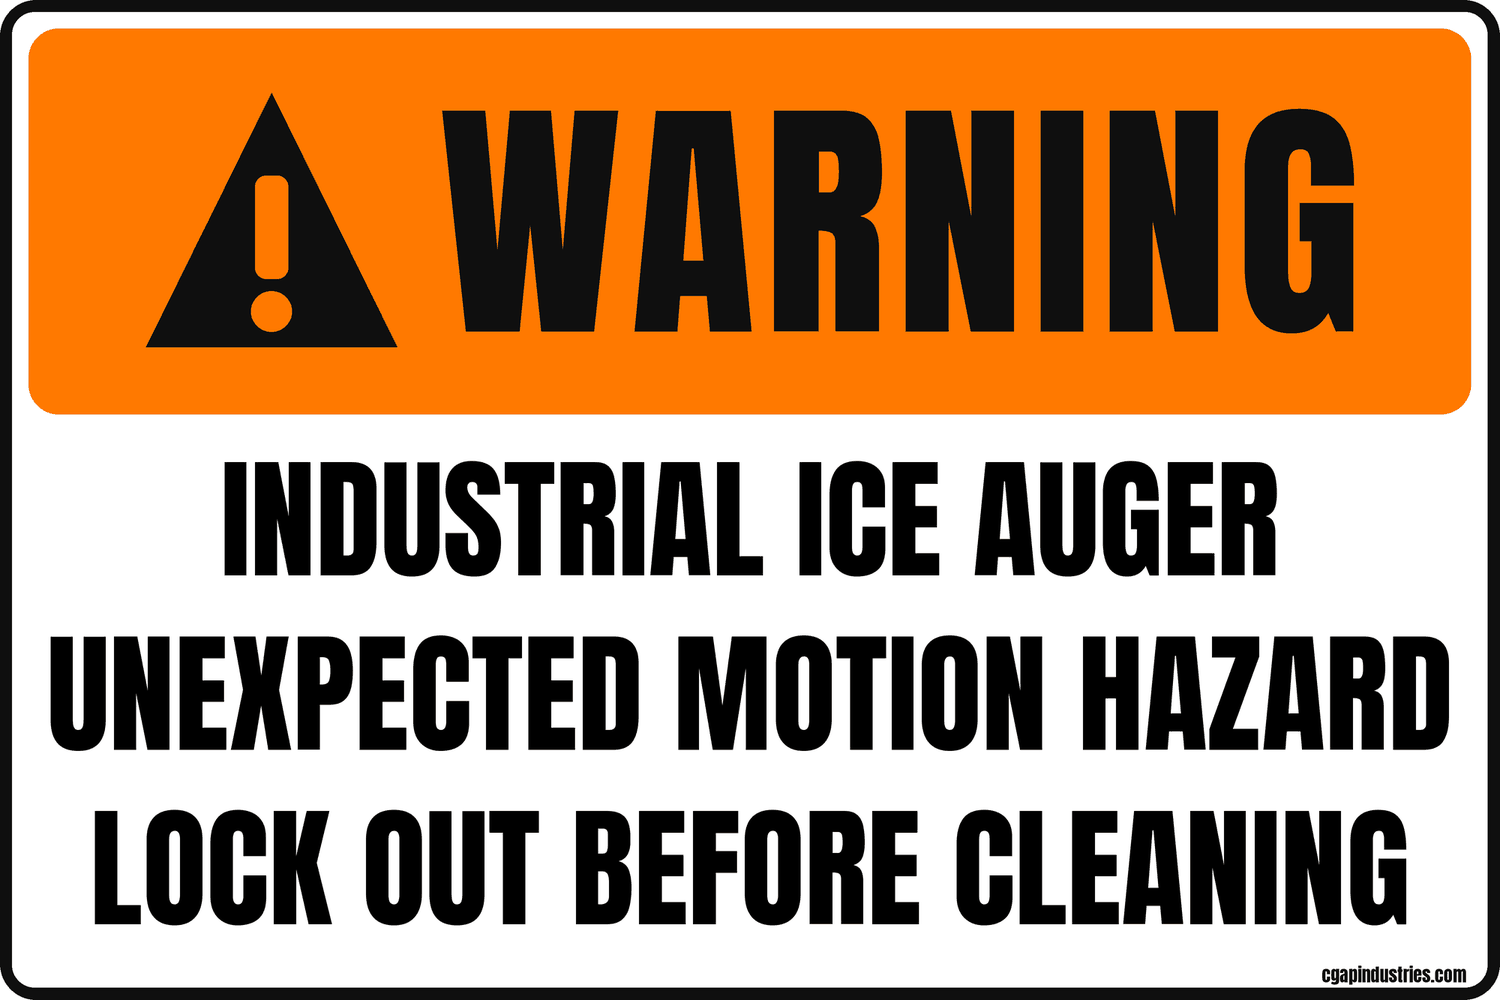 WARNING
INDUSTRIAL ICE AUGER
UNEXPECTED MOTION HAZARD
LOCK OUT BEFORE CLEANING
cgapindustries.com